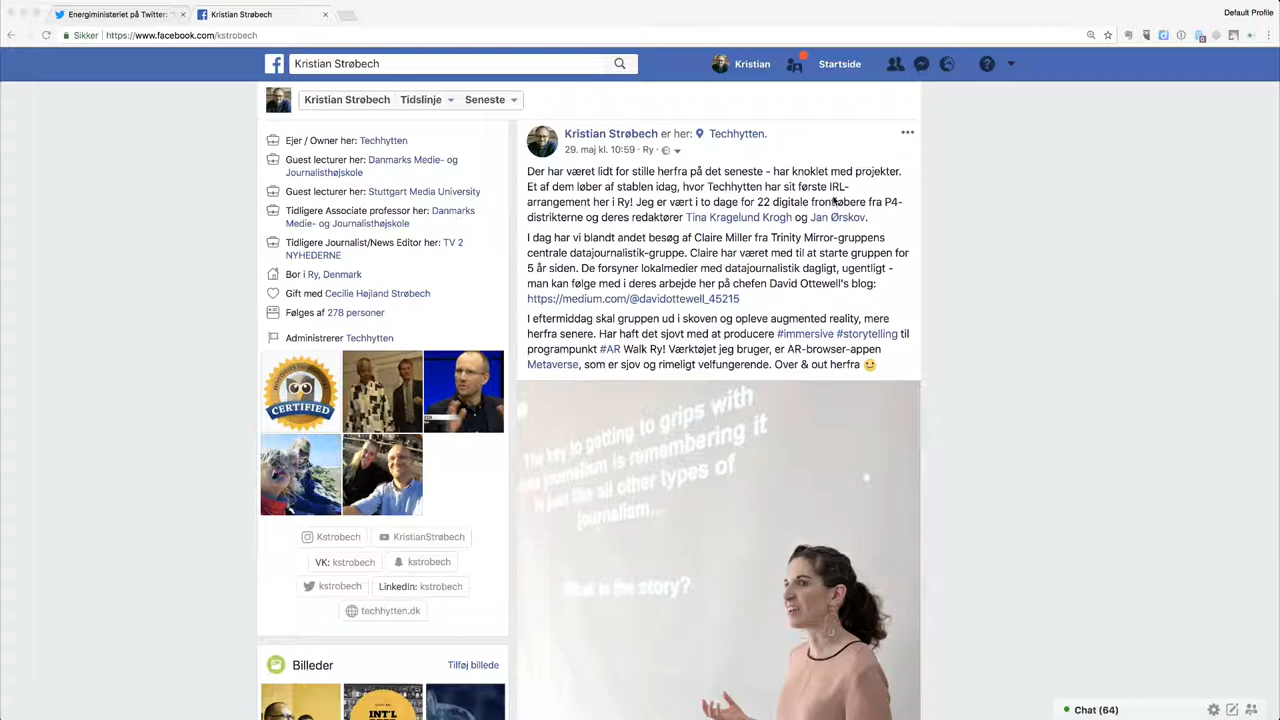 Energiministeriet på Twitter:
Kristian Strøbech
Default Profile
Sikker
https://www.facebook.com/kstrobech
Kristian Strøbech
Kristian
Startside
Kristian Strøbech
Tidslinje
Seneste
Ejer / Owner her: Techhytten
Guest lecturer her: Danmarks Medie- og
Journalisthøjskole
Guest lecturer her: Stuttgart Media University
Tidligere Associate professor her: Danmarks
Medie- og Journalisthøjskole
Tidligere Journalist/News Editor her: TV 2
NYHEDERNE
Bor i Ry, Denmark
Gift med Cecilie Højland Strøbech
Følges af 278 personer
Administrerer Techhytten
CERTIFIED
Kstrobech
KristianStrøbech
VK: kstrobech
kstrobech
kstrobech
LinkedIn: kstrobech
techhytten.dk
Billeder
Tilføj billede
INT'L
Kristian Strøbech er her: Techhytten.
29. maj kl. 10:59 · Ry ·
Der har været lidt for stille herfra på det seneste - har knoklet med projekter.
Et af dem løber af stablen idag, hvor Techhytten har sit første IRL-
arrangement her i Ry! Jeg er vært i to dage for 22 digitale frontløbere fra P4-
distrikterne og deres redaktører Tina Kragelund Krogh og Jan Ørskov.
I dag har vi blandt andet besøg af Claire Miller fra Trinity Mirror-gruppens
centrale datajournalistik-gruppe. Claire har været med til at starte gruppen for
5 år siden. De forsyner lokalmedier med datajournalistik dagligt, ugentligt -
man kan følge med i deres arbejde her på chefen David Ottewell's blog:
https://medium.com/@davidottewell_45215
I eftermiddag skal gruppen ud i skoven og opleve augmented reality, mere
herfra senere. Har haft det sjovt med at producere #immersive #storytelling til
programpunkt #AR Walk Ry! Værktøjet jeg bruger, er AR-browser-appen
Metaverse, som er sjov og rimeligt velfungerende. Over & out herfra
The key to getting to grips with
journalism is remembering it
is just like all other types of
journalism...
What is the story?
Chat (64)